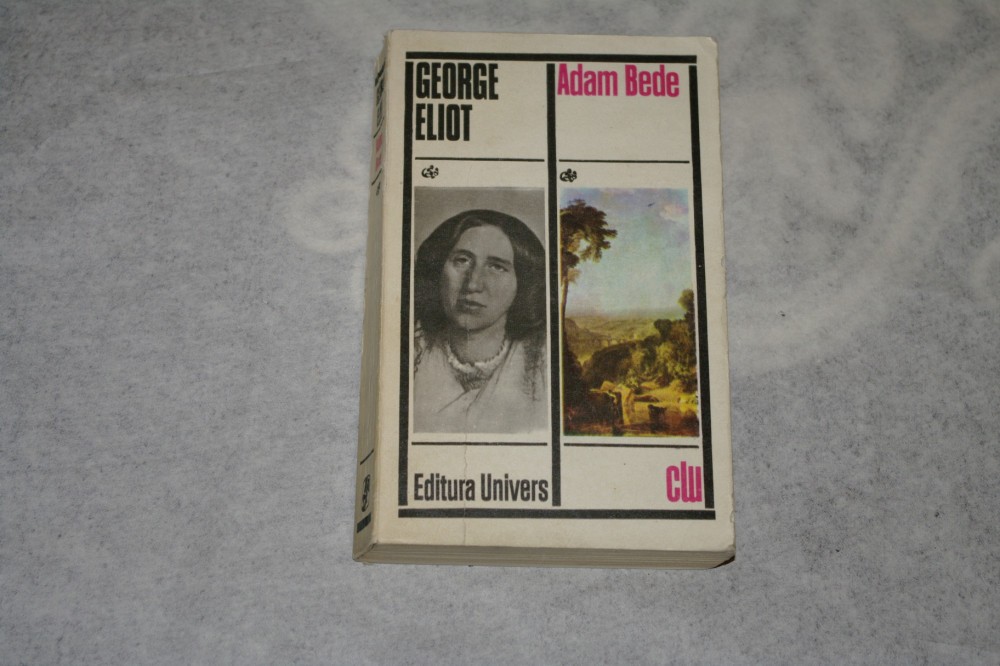 GEORGE
ELIOT
Adam Bede
Editura Univers
clu